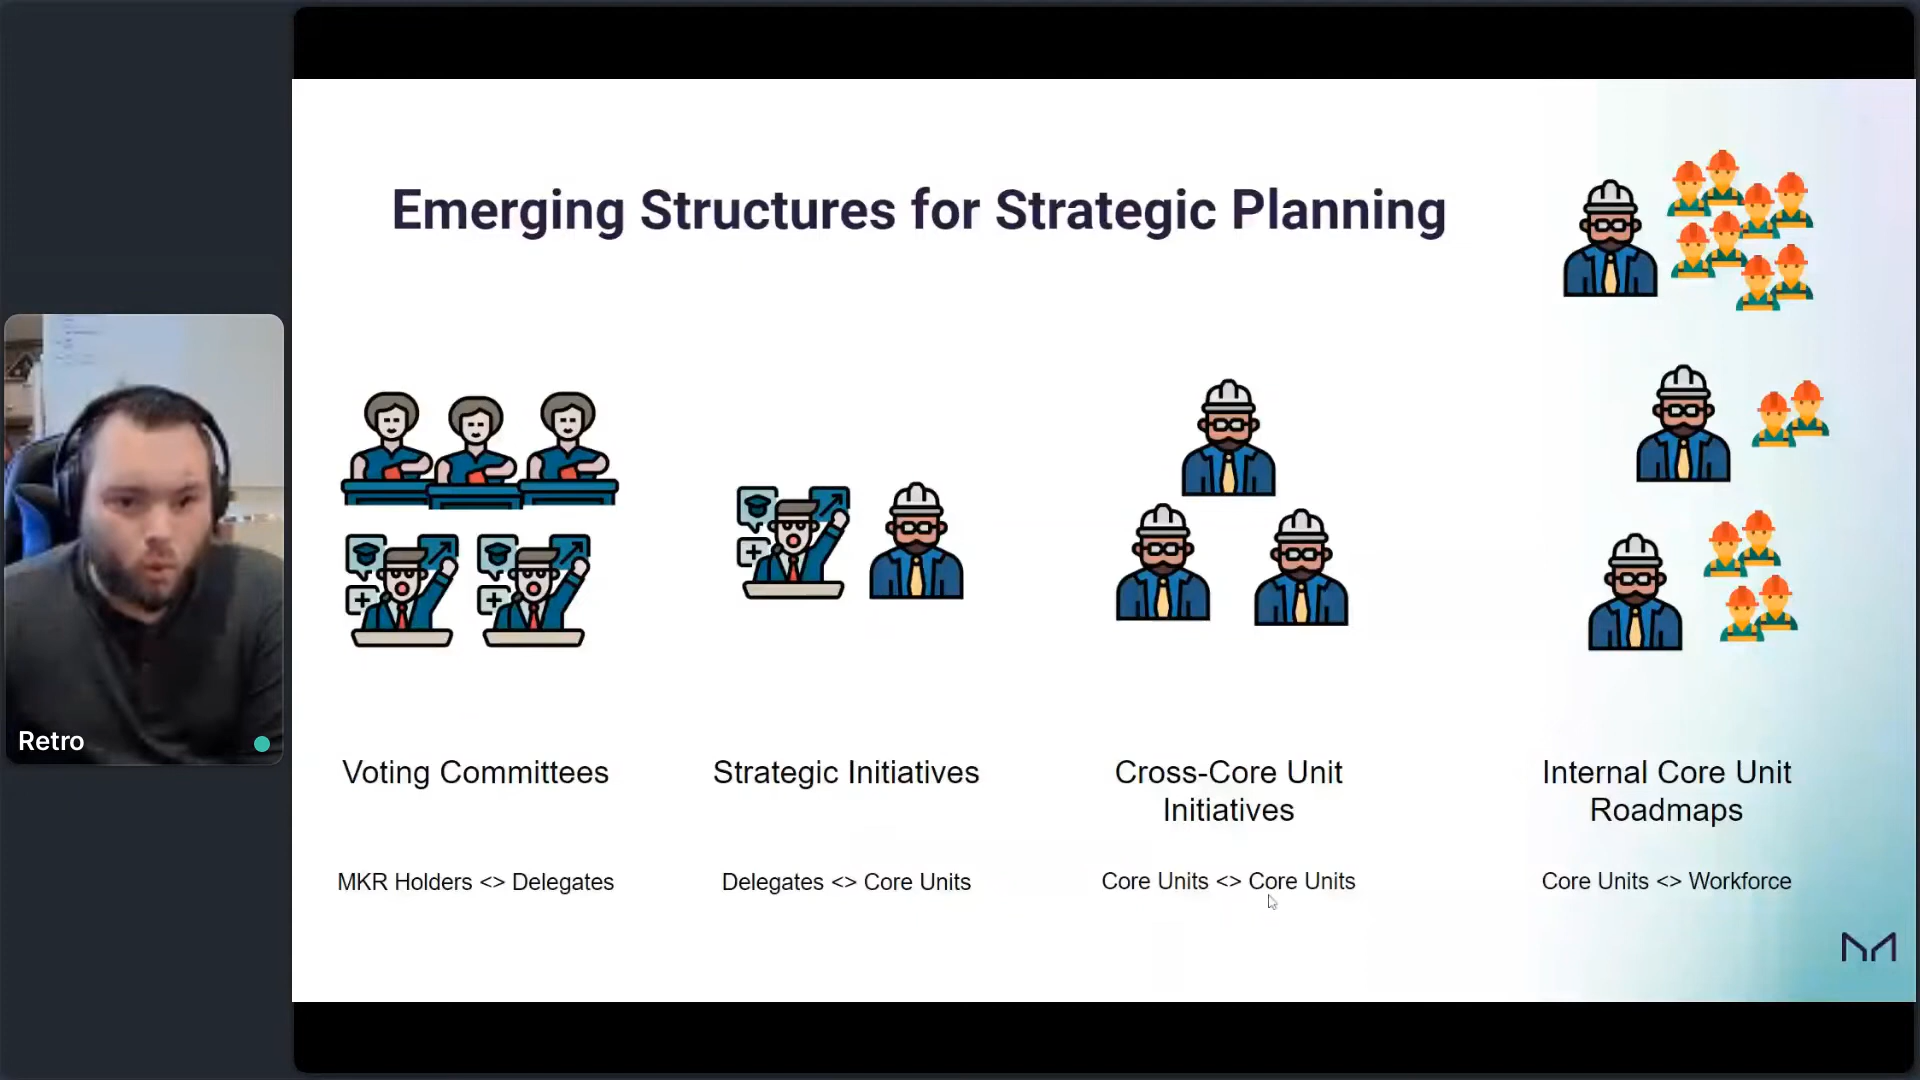 Emerging Structures for Strategic Planning
Voting Committees
MKR Holders <> Delegates
Strategic Initiatives
Delegates <> Core Units
Cross-Core Unit
Initiatives
Core Units <> Core Units
Internal Core Unit
Roadmaps
Core Units <> Workforce
Retro